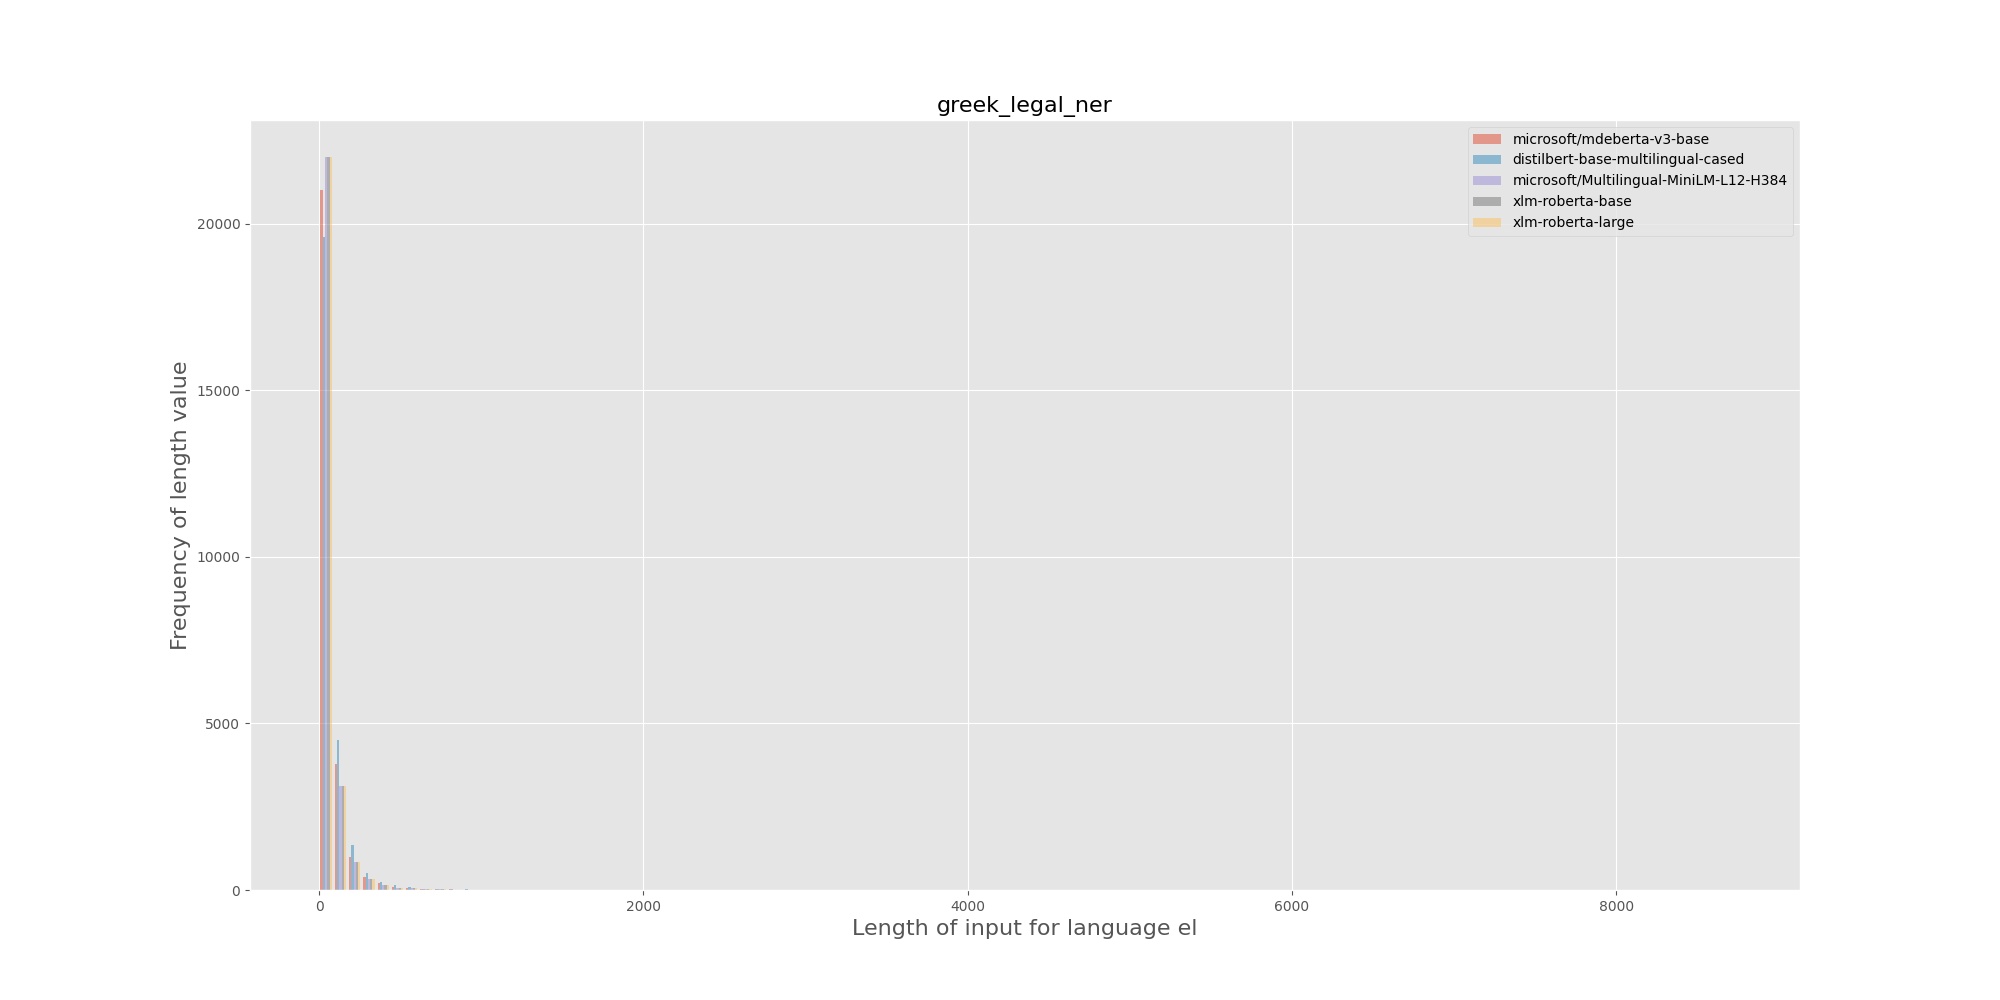 greek_legal_ner
microsoft/mdeberta-v3-base
distilbert-base-multilingual-cased
microsoft/Multilingual-MiniLM-L12-H384
xlm-roberta-base
xlm-roberta-large
Frequency of length value
20000
15000
10000
5000
0
0 2000 4000 6000 8000
Length of input for language el